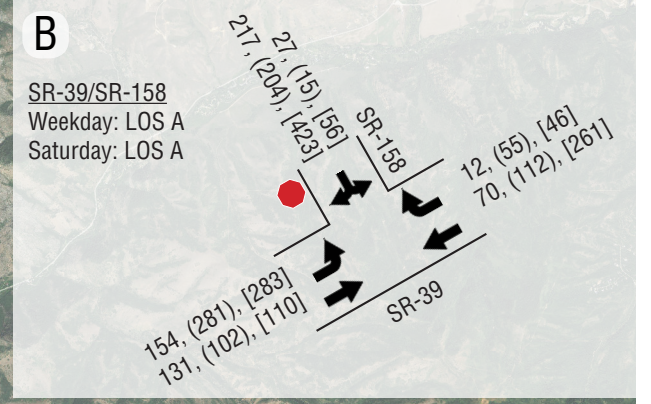 B
SR-39/SR-158
Weekday: LOS A
Saturday: LOS A
27, (15), [56]
217, (204), [423]
SR-158
12, (55), [46]
70, (112), [261]
154, (281), [283]
131, (102), [110]
SR-39